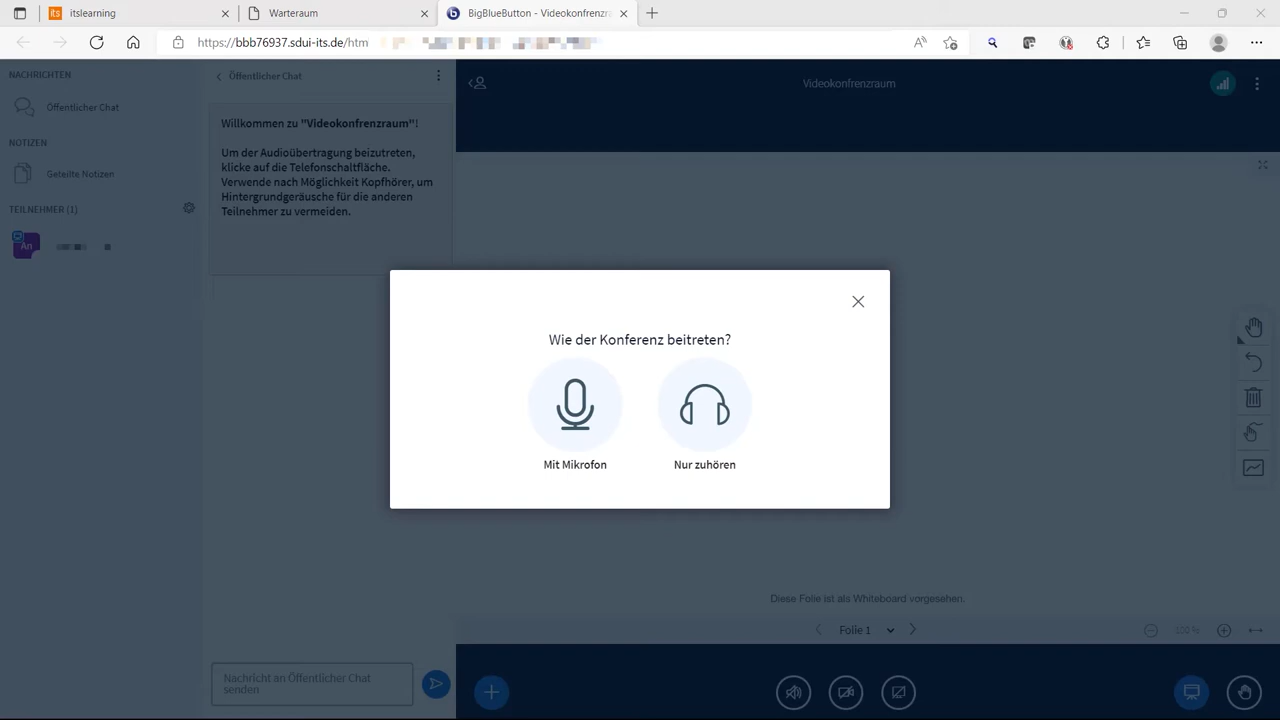 itslearning
Warteraum
BigBlueButton - Videokonfrenzra
https://bbb76937.sdui-its.de/htm
NACHRICHTEN
Öffentlicher Chat
NOTIZEN
Geteilte Notizen
TEILNEHMER (1)
An
Öffentlicher Chat
Willkommen zu "Videokonfrenzraum"!
Um der Audioübertragung beizutreten,
klicke auf die Telefonschaltfläche.
Verwende nach Möglichkeit Kopfhörer, um
Hintergrundgeräusche für die anderen
Teilnehmer zu vermeiden.
Videokonfrenzraum
Wie der Konferenz beitreten?
Mit Mikrofon
Nur zuhören
Diese Folie ist als Whiteboard vorgesehen.
Folie 1
100 %
Nachricht an Öffentlicher Chat
senden